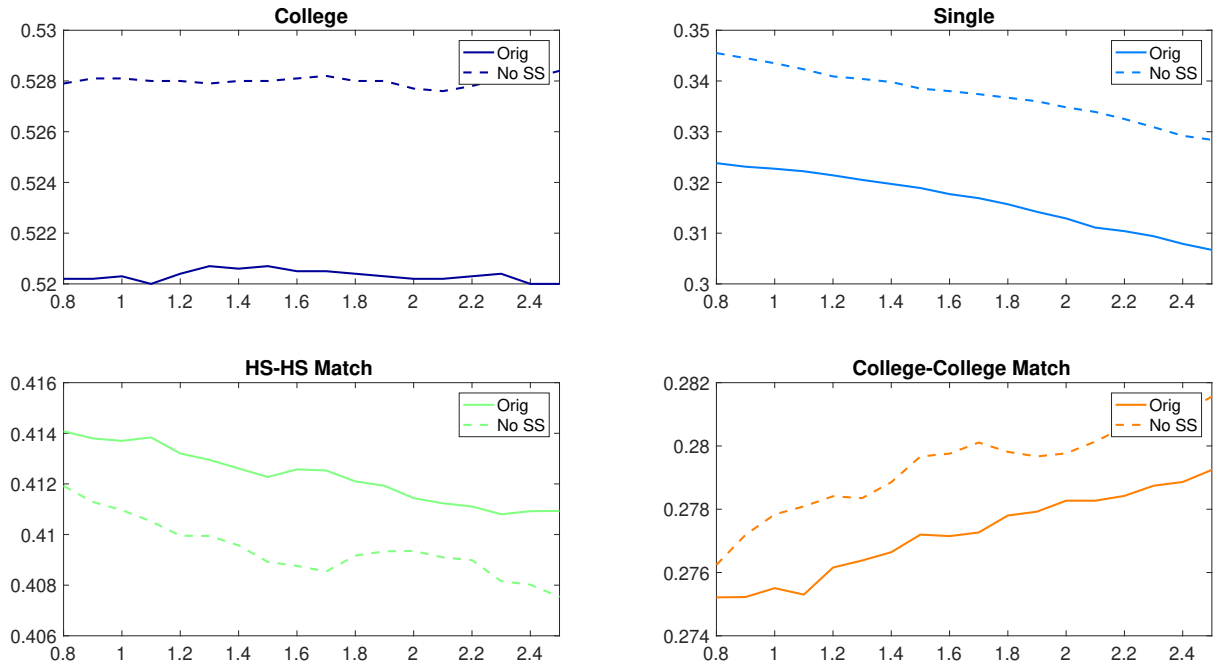 College
0.53
0.528
0.526
0.524
0.522
0.52
0.8 1 1.2 1.4 1.6 1.8 2 2.2 2.4
Orig
No SS
Single
0.35
0.34
0.33
0.32
0.31
0.3
0.8 1 1.2 1.4 1.6 1.8 2 2.2 2.4
Orig
No SS
HS-HS Match
0.416
0.414
0.412
0.41
0.408
0.406
0.8 1 1.2 1.4 1.6 1.8 2 2.2 2.4
Orig
No SS
College-College Match
0.282
0.28
0.278
0.276
0.274
0.8 1 1.2 1.4 1.6 1.8 2 2.2 2.4
Orig
No SS